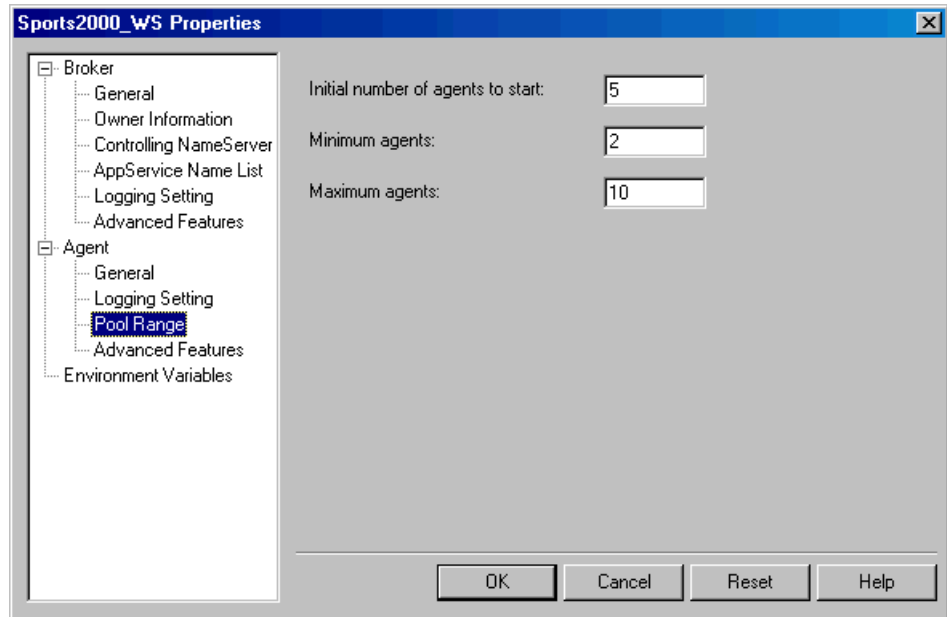 Sports2000_WS Properties
Broker
General
Owner Information
Controlling NameServer
AppService Name List
Logging Setting
Advanced Features
Agent
General
Logging Setting
Pool Range
Advanced Features
Environment Variables
Initial number of agents to start: 5
Minimum agents: 2
Maximum agents: 10
OK Cancel Reset Help